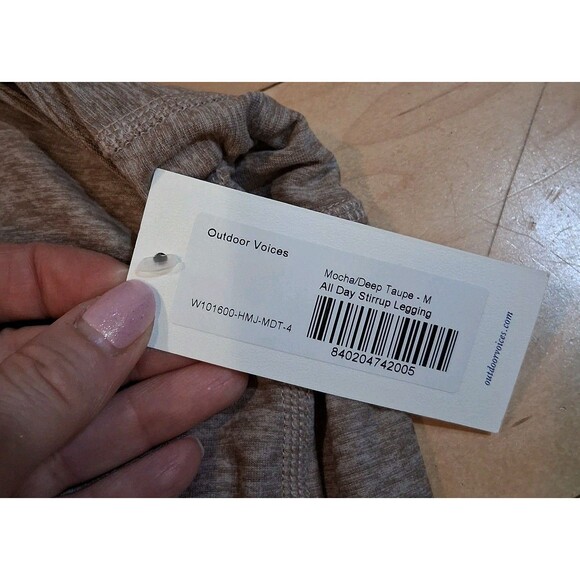 Outdoor Voices
Mocha/Deep Taupe - M
All Day Stirrup Legging
W101600-HMJ-MDT-4
840204742005
outdoorvoices.com